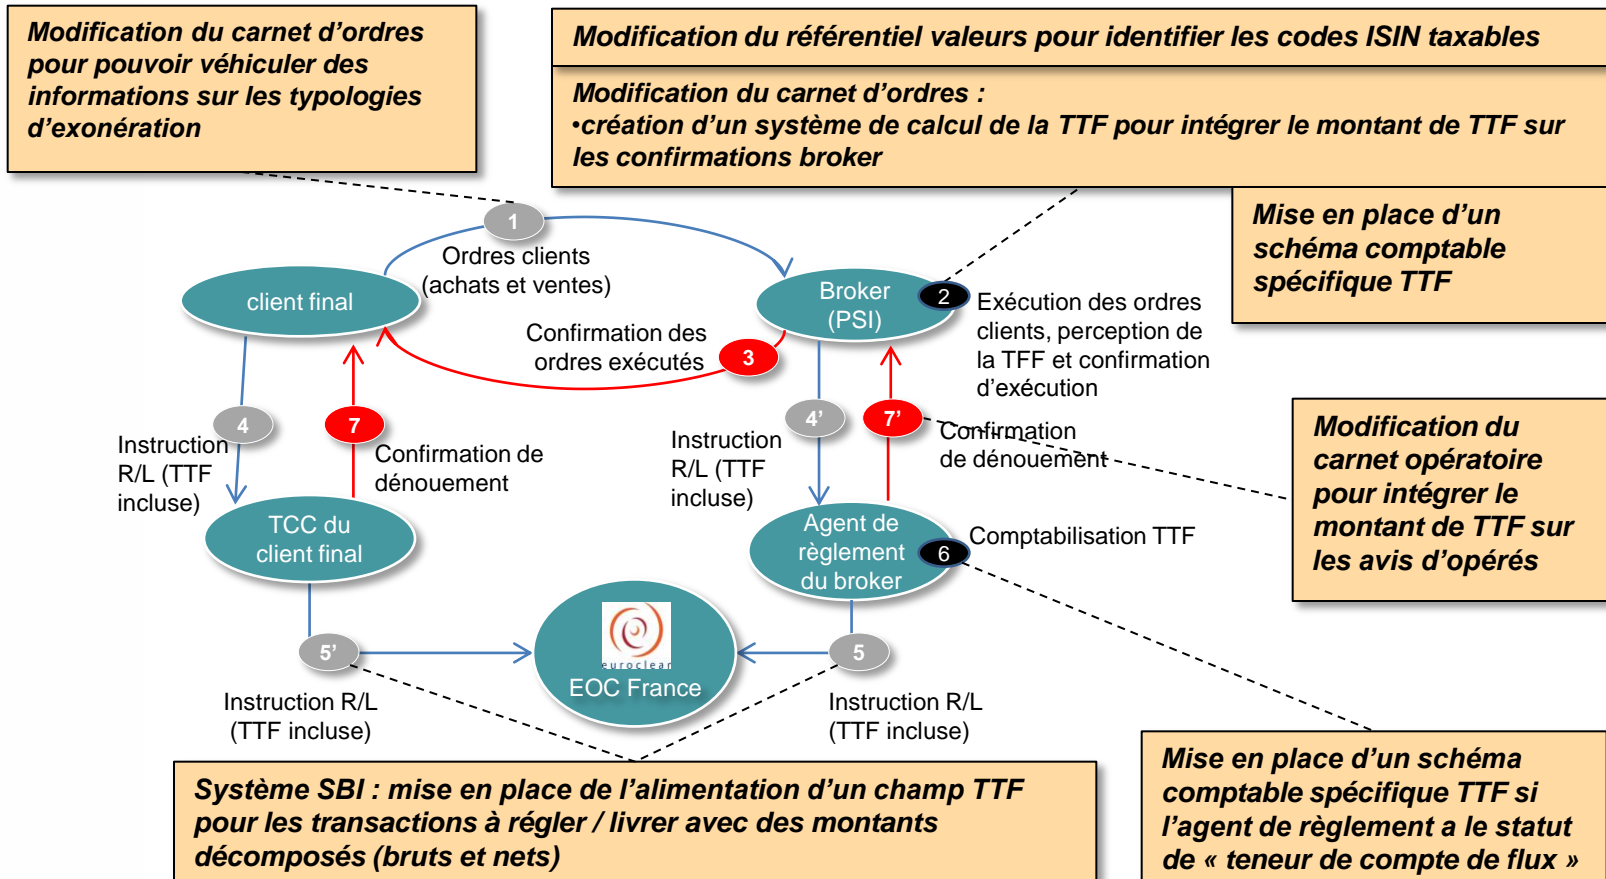 Modification du carnet d’ordres
pour pouvoir véhiculer des
informations sur les typologies
d’exonération
Modification du référentiel valeurs pour identifier les codes ISIN taxables
Modification du carnet d’ordres :
•création d’un système de calcul de la TTF pour intégrer le montant de TTF sur
les confirmations broker
Mise en place d’un
schéma comptable
spécifique TTF
1
Ordres clients
(achats et ventes)
client final
Broker
(PSI)
2
Exécution des ordres
clients, perception de
la TFF et confirmation
d’exécution
Confirmation des
ordres exécutés
3
4
Instruction
R/L (TTF
incluse)
7
Confirmation de
dénouement
4’
Instruction
R/L (TTF
incluse)
7’
Confirmation
de dénouement
Modification du
carnet opératoire
pour intégrer le
montant de TTF sur
les avis d’opérés
TCC du
client final
Agent de
règlement
du broker
6
Comptabilisation TTF
5’
Instruction R/L
(TTF incluse)
euroclear
EOC France
5
Instruction R/L
(TTF incluse)
Système SBI : mise en place de l’alimentation d’un champ TTF
pour les transactions à régler / livrer avec des montants
décomposés (bruts et nets)
Mise en place d’un schéma
comptable spécifique TTF si
l’agent de règlement a le statut
de « teneur de compte de flux »